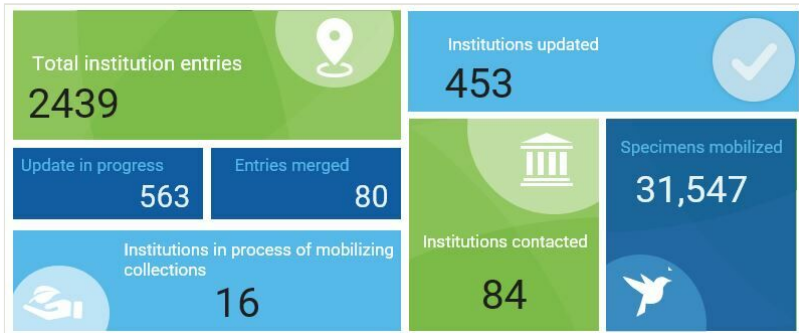 Total institution entries
2439
Institutions updated
453
Update in progress
563
Entries merged
80
Institutions in process of mobilizing
collections
16
Institutions contacted
84
Specimens mobilized
31,547